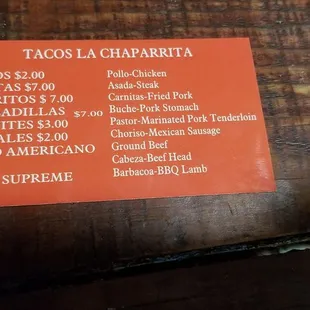 TACOS LA CHAPARRITA
OS $2.00
TAS $7.00
RITOS $ 7.00
ADILLAS $7.00
ITES $3.00
ALES $2.00
O AMERICANO
SUPREME
Pollo-Chicken
Asada-Steak
Carnitas-Fried Pork
Buche-Pork Stomach
Pastor-Marinated Pork Tenderloin
Choriso-Mexican Sausage
Ground Beef
Cabeza-Beef Head
Barbacoa-BBQ Lamb